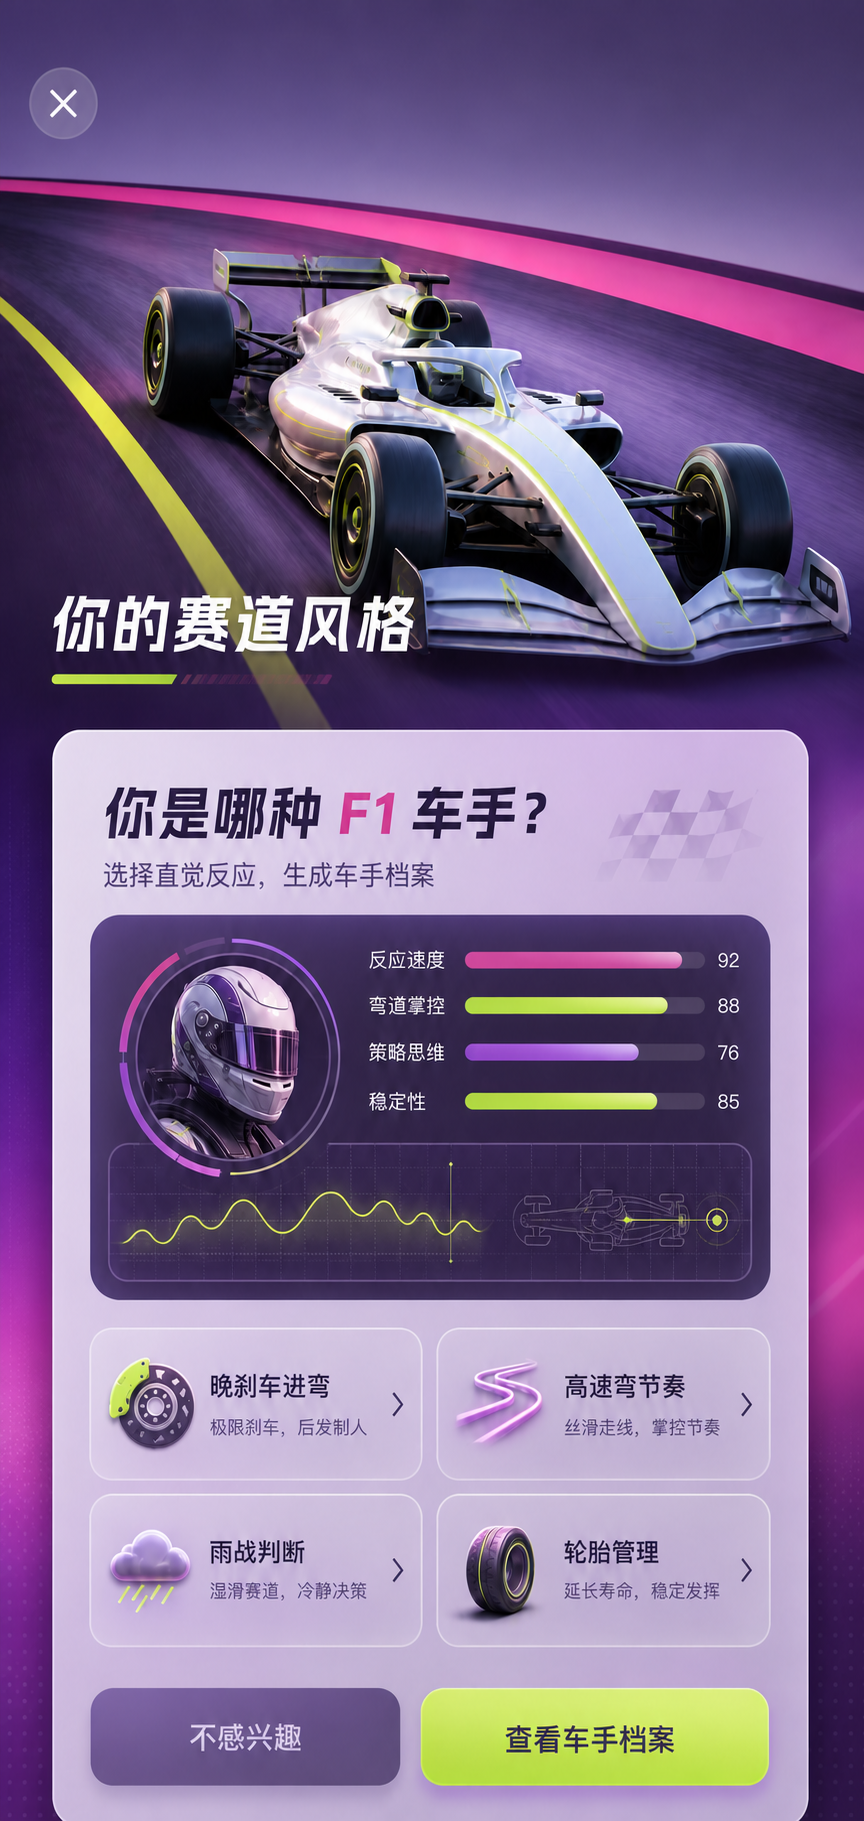 你的赛道风格
你是哪种 F1 车手?
选择直觉反应，生成车手档案
反应速度 92
弯道掌控 88
策略思维 76
稳定性 85
晚刹车进弯
极限刹车，后发制人
高速弯节奏
丝滑走线，掌控节奏
雨战判断
湿滑赛道，冷静决策
轮胎管理
延长寿命，稳定发挥
不感兴趣
查看车手档案